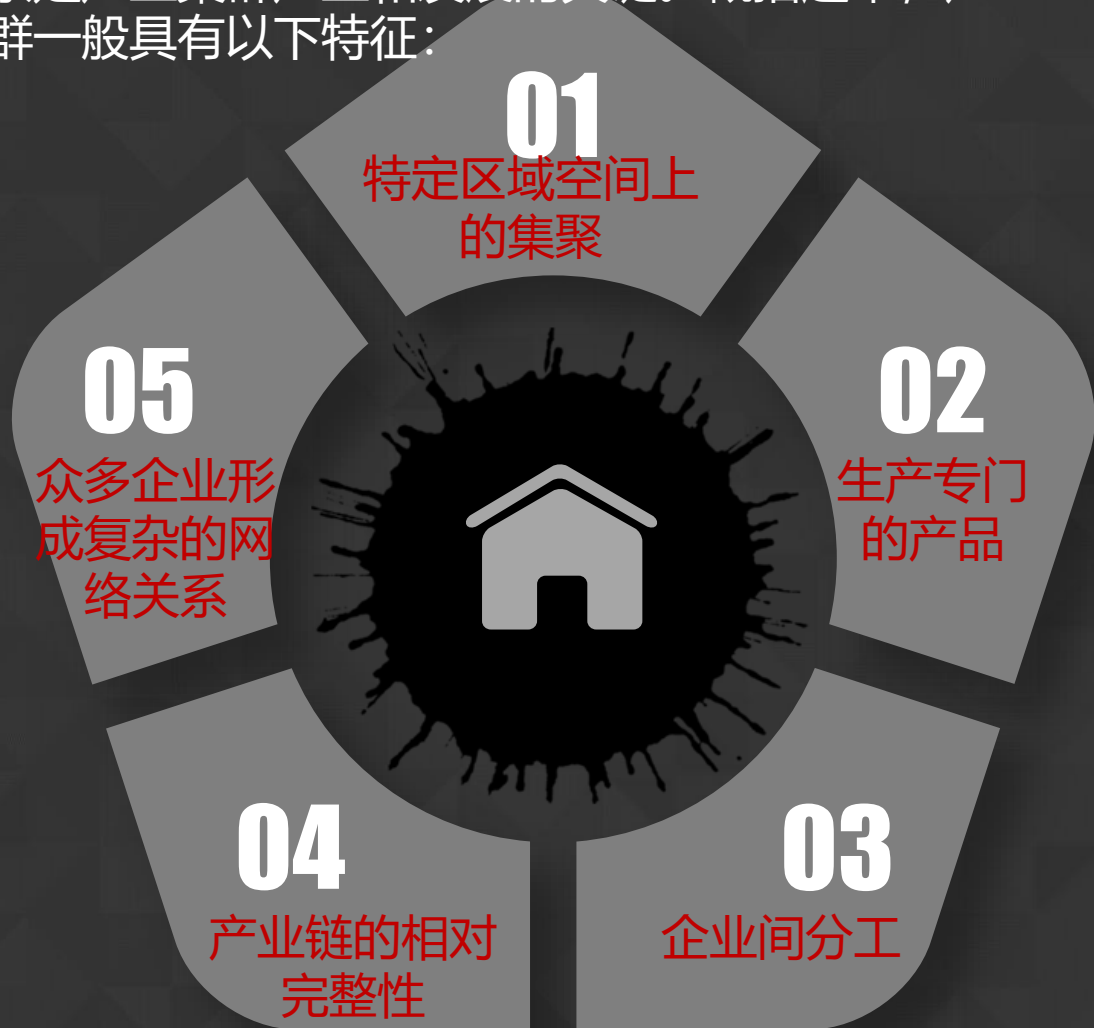 群一般具有以下特征：
01
特定区域空间上
的集聚
02
生产专门
的产品
03
企业间分工
04
产业链的相对
完整性
05
众多企业形
成复杂的网
络关系